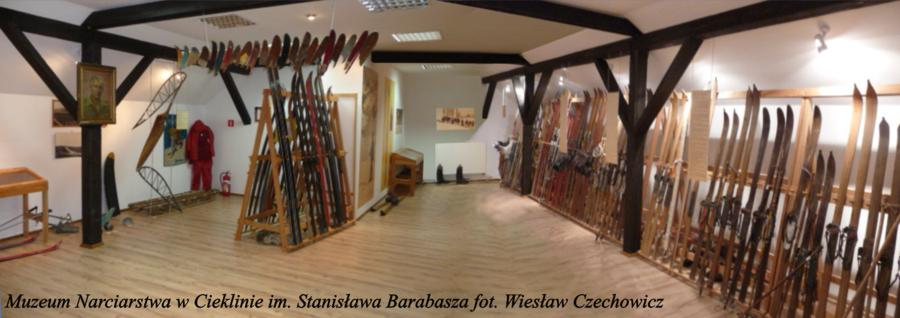 Muzeum Narciarstwa w Cieklinie im. Stanisława Barabasza fot. Wiesław Czechowicz